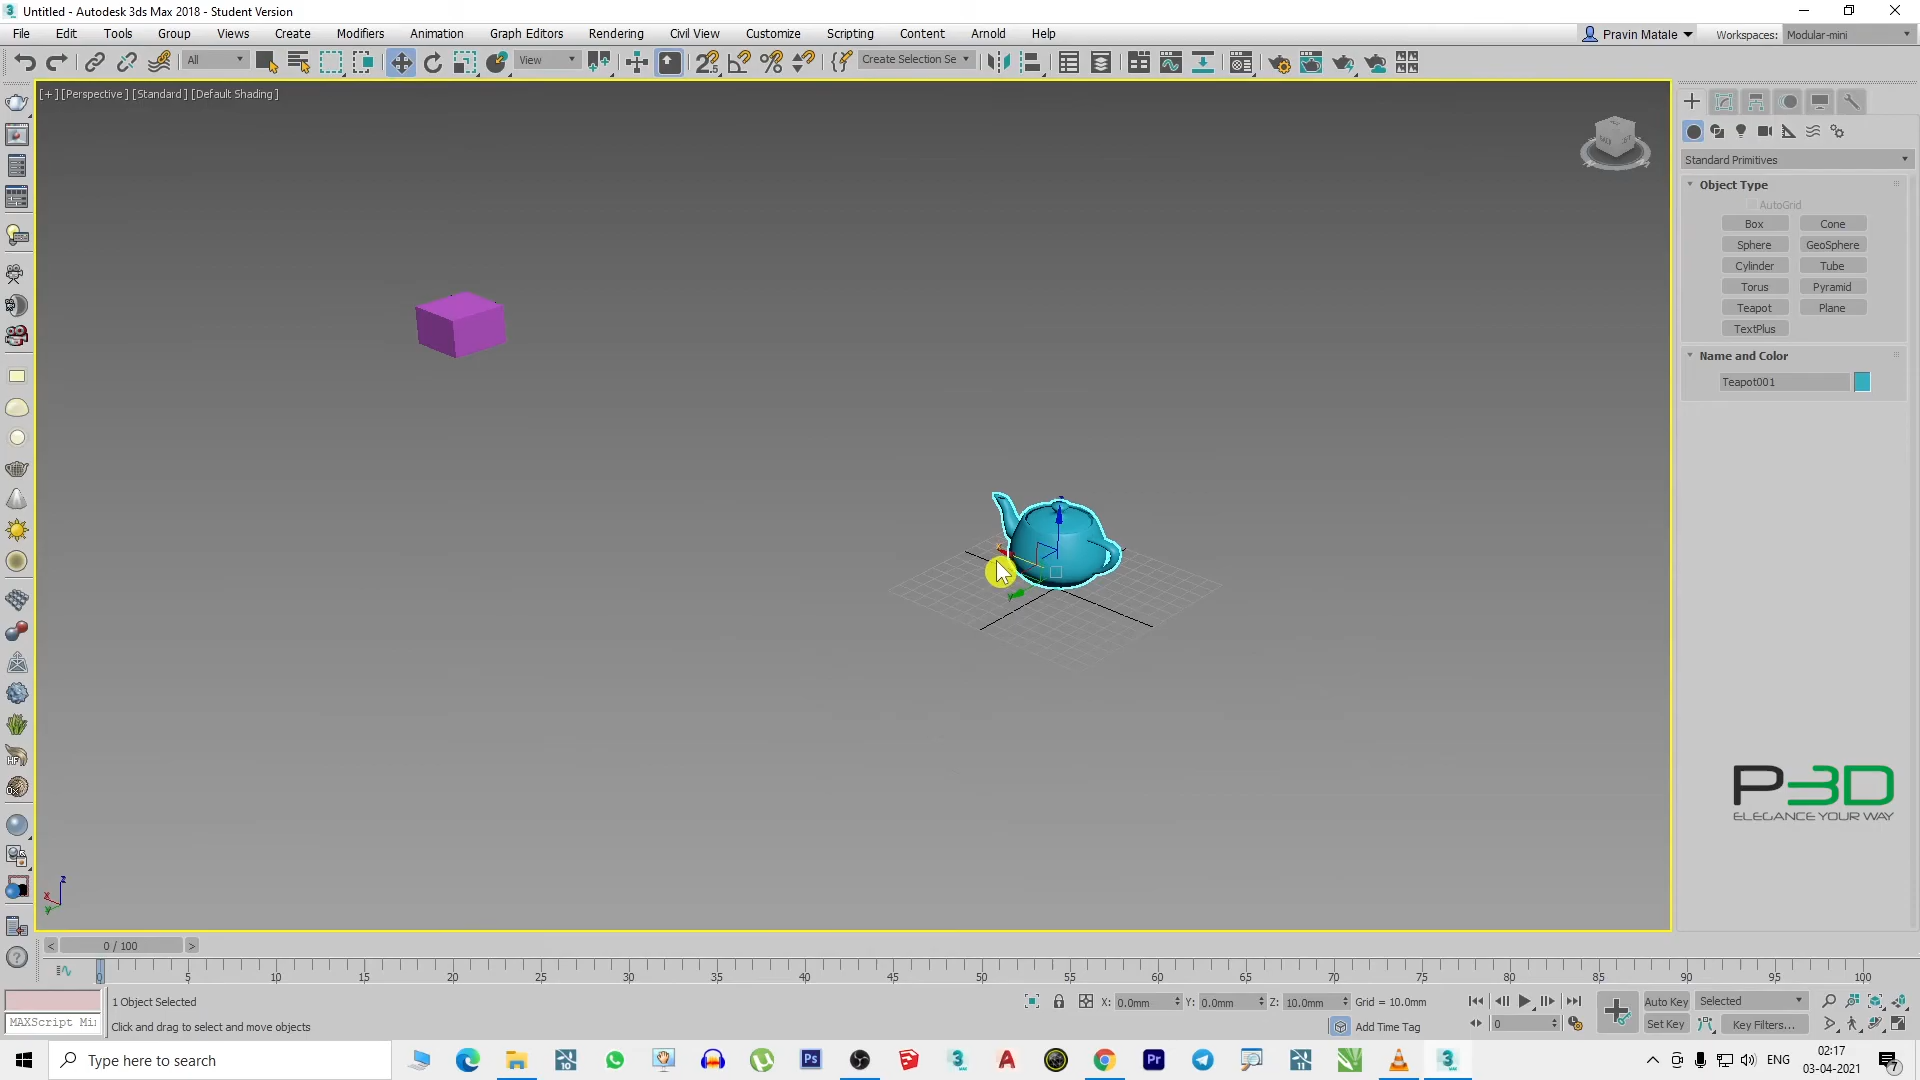 Untitled - Autodesk 3ds Max 2018 - Student Version
File Edit Tools Group Views Create Modifiers Animation Graph Editors Rendering Civil View Customize Scripting Content Arnold Help
Pravin Matale Workspaces: Modular-mini
All View Create Selection Se
[+] [Perspective] [Standard] [Default Shading]
Standard Primitives
Object Type
AutoGrid
Box Cone
Sphere GeoSphere
Cylinder Tube
Torus Pyramid
Teapot Plane
TextPlus
Name and Color
Teapot001
P3D
ELEGANCE YOUR WAY
z
x
y
< 0 / 100 >
0 5 10 15 20 25 30 35 40 45 50 55 60 65 70 75 80 85 90 95 100
1 Object Selected X: 0.0mm Y: 0.0mm Z: 10.0mm Grid = 10.0mm Auto Key Selected
MAXScript Mi Click and drag to select and move objects Add Time Tag 0 Set Key Key Filters...
Type here to search
ENG
02:17
03-04-2021
7